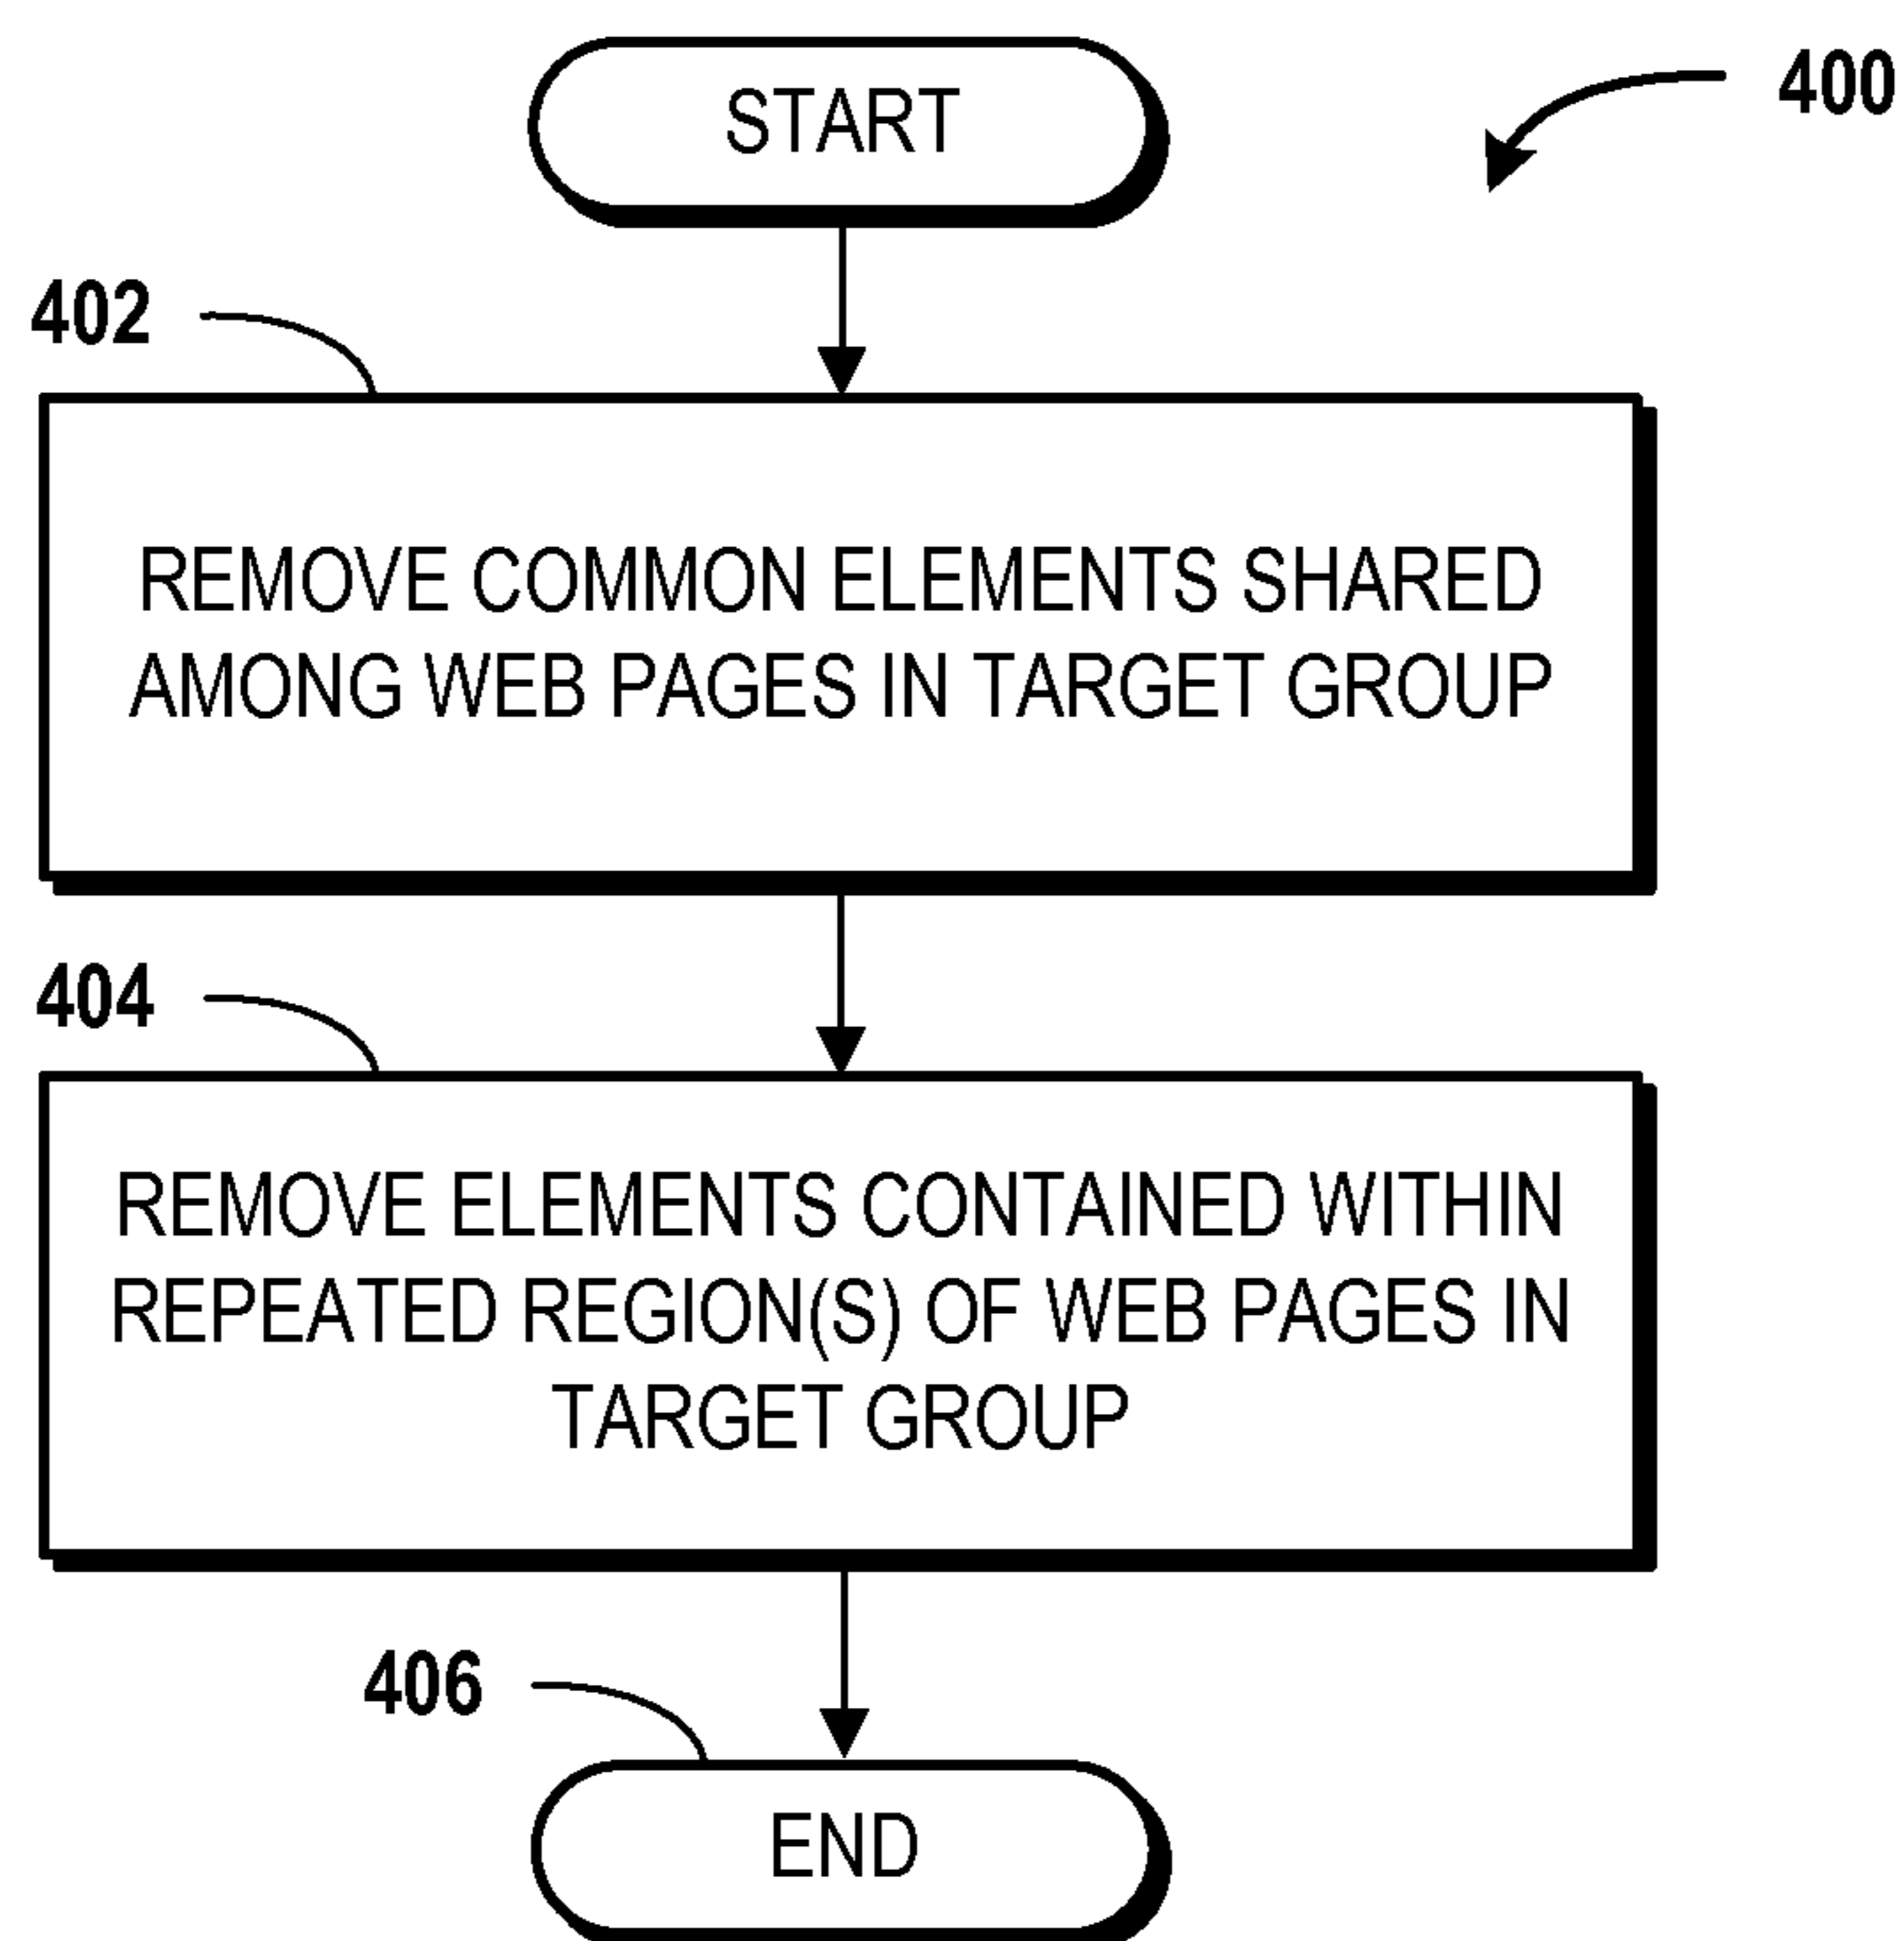 START
400
402
REMOVE COMMON ELEMENTS SHARED
AMONG WEB PAGES IN TARGET GROUP
404
REMOVE ELEMENTS CONTAINED WITHIN
REPEATED REGION(S) OF WEB PAGES IN
TARGET GROUP
406
END